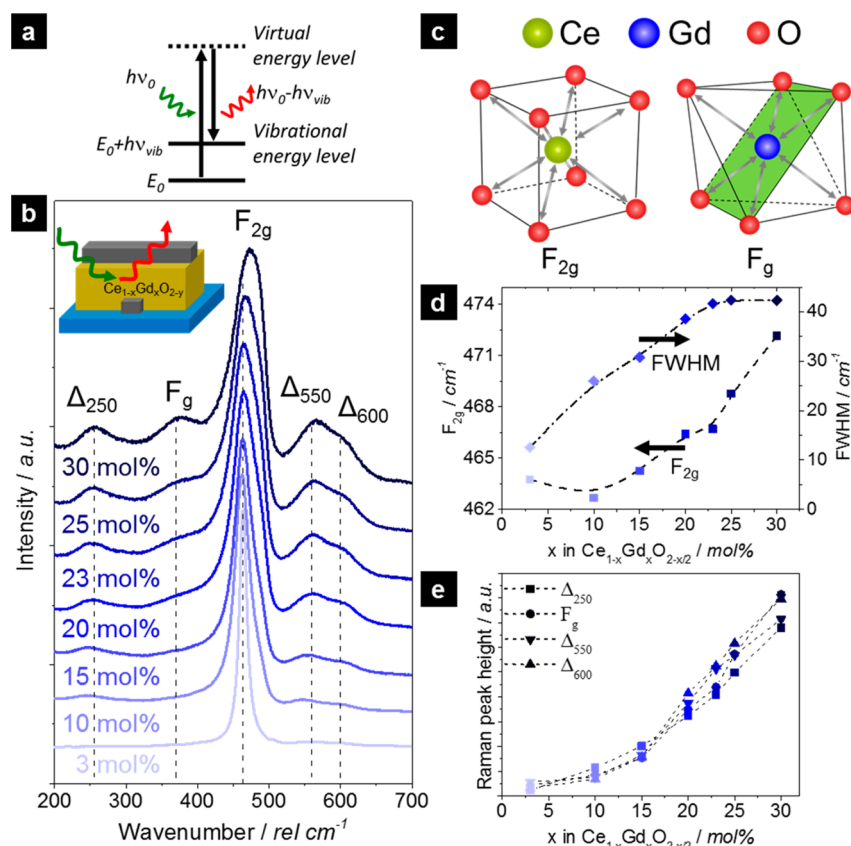 a
Virtual
energy level
hν₀
hν₀-hνvib
E₀+hνvib
Vibrational
energy level
E₀
b
F₂g
Ce₁₋ₓGdₓO₂₋y
Δ₂₅₀
Fg
Δ₅₅₀
Δ₆₀₀
30 mol%
25 mol%
23 mol%
20 mol%
15 mol%
10 mol%
3 mol%
Intensity / a.u.
200 300 400 500 600 700
Wavenumber / rel cm⁻¹
c
Ce Gd O
F₂g
Fg
d
474
471
468
465
462
F₂g / cm⁻¹
FWHM
F₂g
40
30
20
10
0
FWHM / cm⁻¹
0 5 10 15 20 25 30
x in Ce₁₋ₓGdₓO₂₋ₓ/₂ / mol%
e
Δ₂₅₀
Fg
Δ₅₅₀
Δ₆₀₀
Raman peak height / a.u.
0 5 10 15 20 25 30
x in Ce₁₋ₓGdₓO₂₋ₓ/₂ / mol%